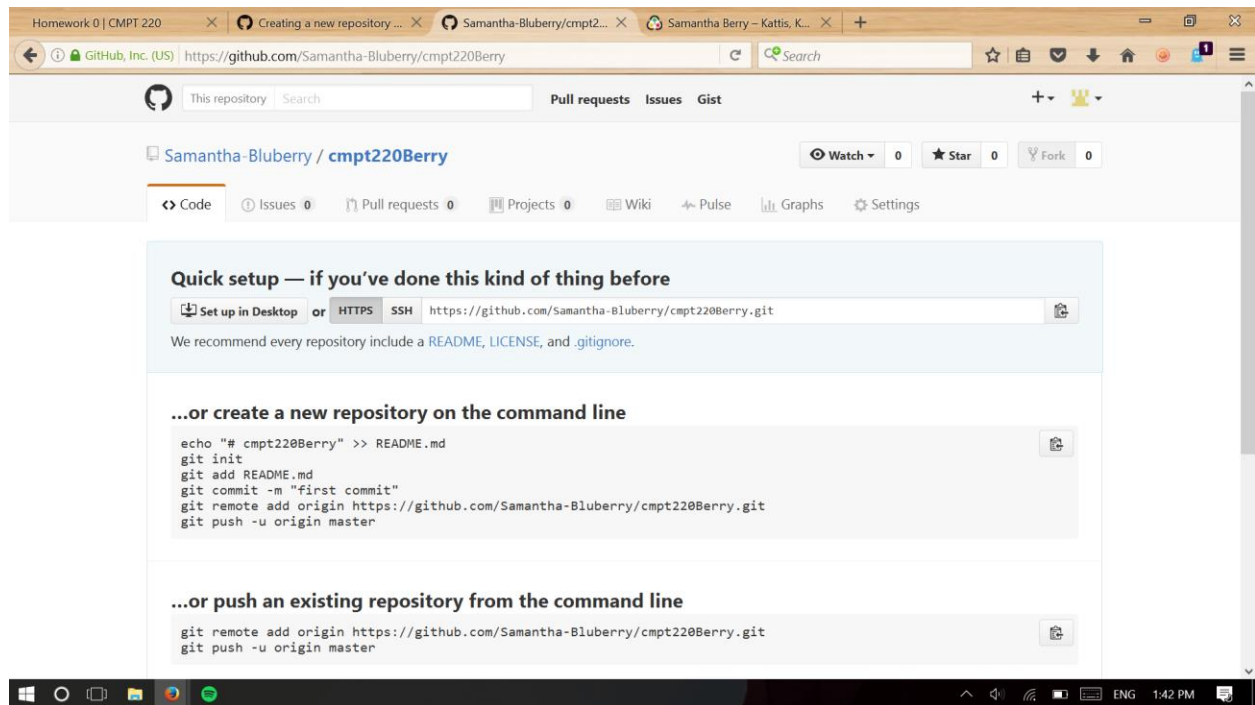 Homework 0 | CMPT 220
Creating a new repository ...
Samantha-Bluberry/cmpt2...
Samantha Berry – Kattis, K...
GitHub, Inc. (US) https://github.com/Samantha-Bluberry/cmpt220Berry
Search
1
This repository Search
Pull requests Issues Gist
Samantha-Bluberry / cmpt220Berry
Watch 0 Star 0 Fork 0
Code Issues 0 Pull requests 0 Projects 0 Wiki Pulse Graphs Settings
Quick setup — if you've done this kind of thing before
Set up in Desktop or HTTPS SSH https://github.com/Samantha-Bluberry/cmpt220Berry.git
We recommend every repository include a README, LICENSE, and .gitignore.
...or create a new repository on the command line
echo "# cmpt220Berry" >> README.md
git init
git add README.md
git commit -m "first commit"
git remote add origin https://github.com/Samantha-Bluberry/cmpt220Berry.git
git push -u origin master
...or push an existing repository from the command line
git remote add origin https://github.com/Samantha-Bluberry/cmpt220Berry.git
git push -u origin master
ENG 1:42 PM